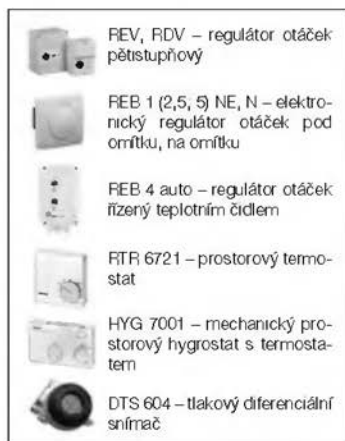 REV, RDV – regulátor otáček
pětistupňový
REB 1 (2,5, 5) NE, N – elektro-
nický regulátor otáček pod
omítku, na omítku
REB 4 auto – regulátor otáček
řízený teplotním čidlem
RTR 6721 – prostorový termo-
stat
HYG 7001 – mechanický pro-
storový hygrostat s termosta-
tem
DTS 604 – tlakový diferenciální
snímač